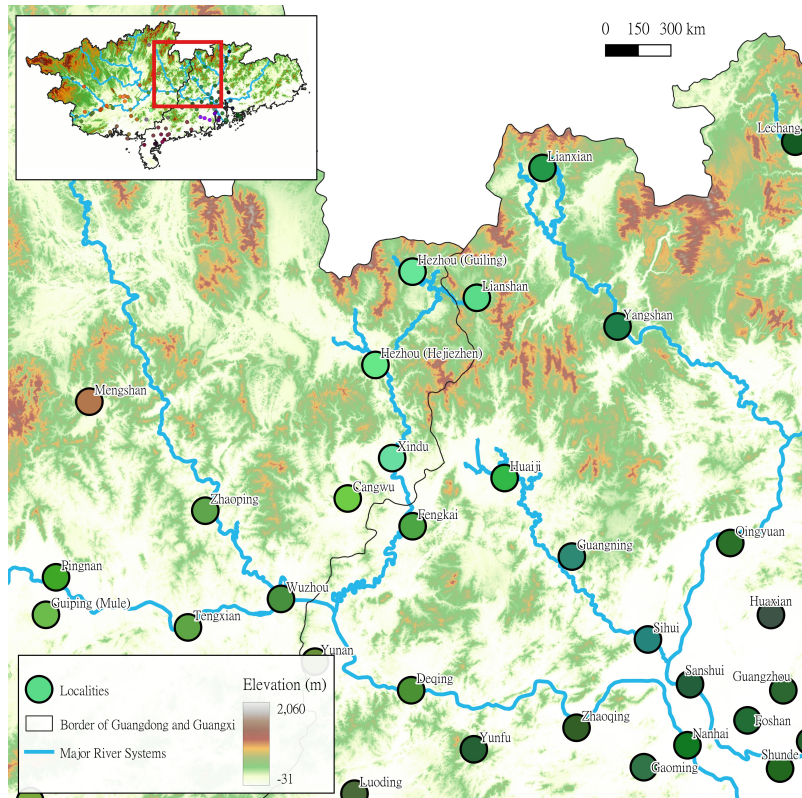 0 150 300 km
Lechang
Lianxian
Hezhou (Guiling)
Lianshan
Yangshan
Hezhou (Hejiezhen)
Mengshan
Xindu
Huaiji
Cangwu
Zhaoping
Fengkai
Qingyuan
Guangning
Pingnan
Wuzhou
Guiping (Mule)
Huaxian
Tengxian
Sihui
Yunan
Deqing
Sanshui
Guangzhou
Zhaoqing
Foshan
Yunfu
Nanhai
Gaoming
Shunde
Luoding
Localities
Border of Guangdong and Guangxi
Major River Systems
Elevation (m)
2,060
-31